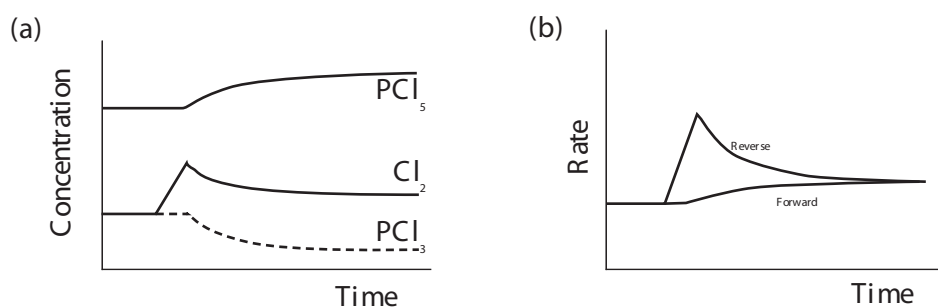 (a)
Concentration
PCl5
Cl2
PCl3
Time
(b)
Rate
Reverse
Forward
Time